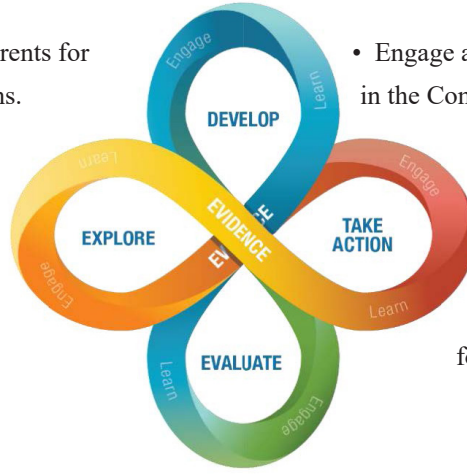 rents for
ns.
• Engage a
in the Con
Engage
Learn
DEVELOP
Learn
Engage
EXPLORE
EVIDENCE
TAKE
ACTION
Engage
Learn
EVALUATE
Learn
Engage
fo